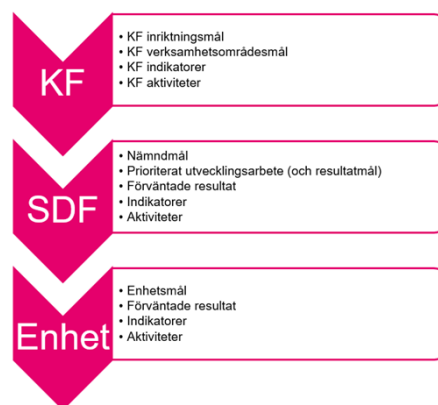 KF
• KF inriktningsmål
• KF verksamhetsområdesmål
• KF indikatorer
• KF aktiviteter
SDF
• Nämndmål
• Prioriterat utvecklingsarbete (och resultatmål)
• Förväntade resultat
• Indikatorer
• Aktiviteter
Enhet
• Enhetsmål
• Förväntade resultat
• Indikatorer
• Aktiviteter